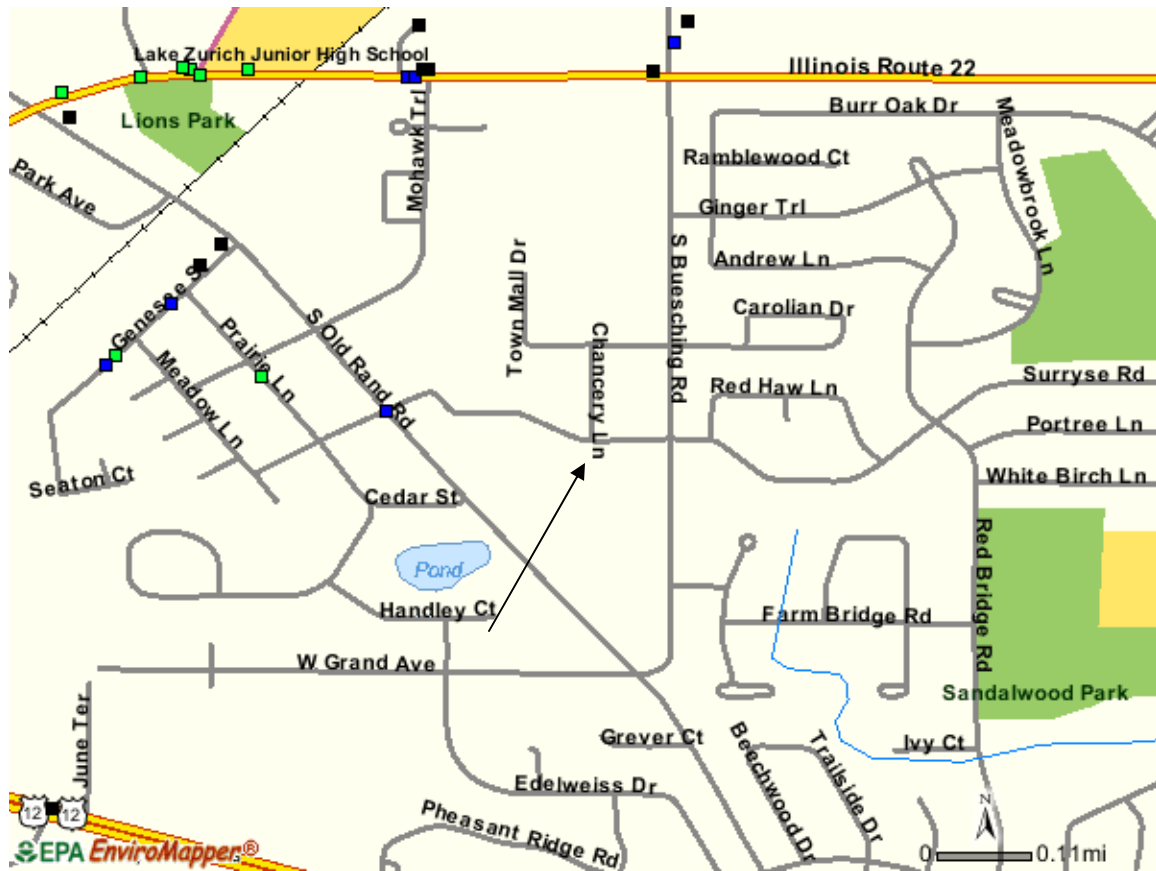 Lake Zurich Junior High School
Illinois Route 22
Burr Oak Dr
Lions Park
Mohawk Trl
Meadowbrook Ln
Ramblewood Ct
Park Ave
Ginger Trl
S Buesching Rd
Andrew Ln
Genesee S
Town Mall Dr
Carolian Dr
S Old Rand Rd
Prairie Ln
Chancery Ln
Meadow Ln
Red Haw Ln
Surryse Rd
Portree Ln
White Birch Ln
Seaton Ct
Cedar St
Pond
Red Bridge Rd
Handley Ct
Farm Bridge Rd
W Grand Ave
Sandalwood Park
June Ter
Grever Ct
Beechwood Dr
Trailside Dr
Ivy Ct
Edelweiss Dr
Pheasant Ridge Rd
12
12
N
0 0.11mi
EPA EnviroMapper®